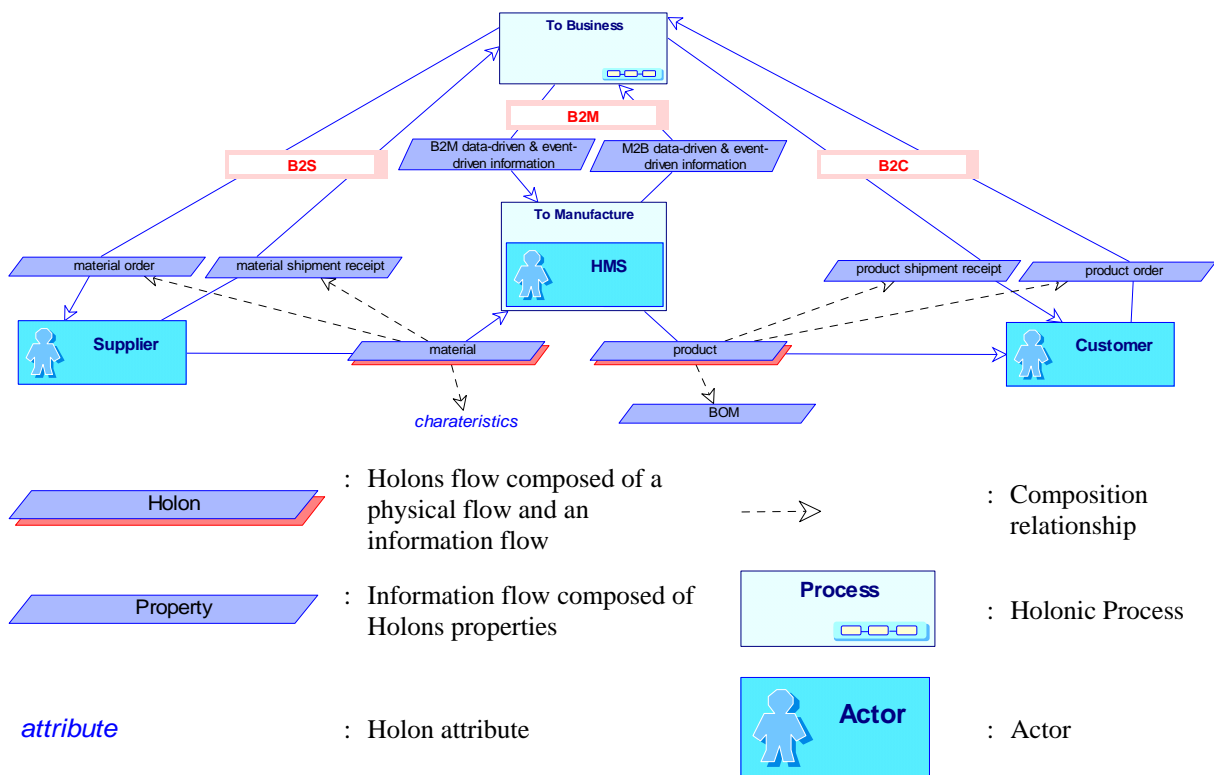 To Business
B2M
B2M data-driven & event-
driven information
M2B data-driven & event-
driven information
B2S
B2C
To Manufacture
HMS
material order
material shipment receipt
product shipment receipt
product order
Supplier
material
product
Customer
charateristics
BOM
Holon
: Holons flow composed of a
physical flow and an
information flow
: Composition
relationship
Property
: Information flow composed of
Holons properties
Process
: Holonic Process
attribute
: Holon attribute
Actor
: Actor